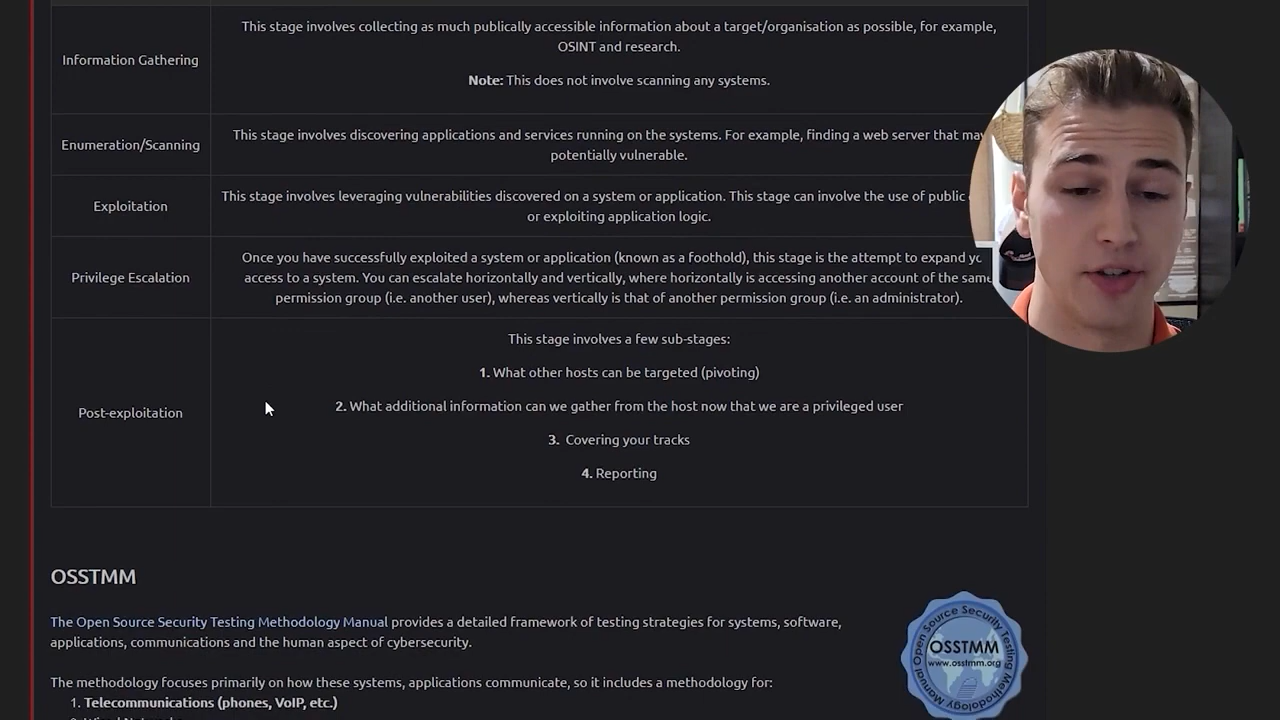 This stage involves collecting as much publically accessible information about a target/organisation as possible, for example,
OSINT and research.
Information Gathering
Note: This does not involve scanning any systems.
This stage involves discovering applications and services running on the systems. For example, finding a web server that may
Enumeration/Scanning
potentially vulnerable.
This stage involves leveraging vulnerabilities discovered on a system or application. This stage can involve the use of public
Exploitation
or exploiting application logic.
Once you have successfully exploited a system or application (known as a foothold), this stage is the attempt to expand
Privilege Escalation
access to a system. You can escalate horizontally and vertically, where horizontally is accessing another account of the same
permission group (i.e. another user), whereas vertically is that of another permission group (i.e. an administrator).
This stage involves a few sub-stages:
1. What other hosts can be targeted (pivoting)
Post-exploitation
2. What additional information can we gather from the host now that we are a privileged user
3. Covering your tracks
4. Reporting
OSSTMM
The Open Source Security Testing Methodology Manual provides a detailed framework of testing strategies for systems, software,
applications, communications and the human aspect of cybersecurity.
The methodology focuses primarily on how these systems, applications communicate, so it includes a methodology for:
1. Telecommunications (phones, VoIP, etc.)
Open Source Security Testing Methodology Manual
OSSTMM
www.osstmm.org